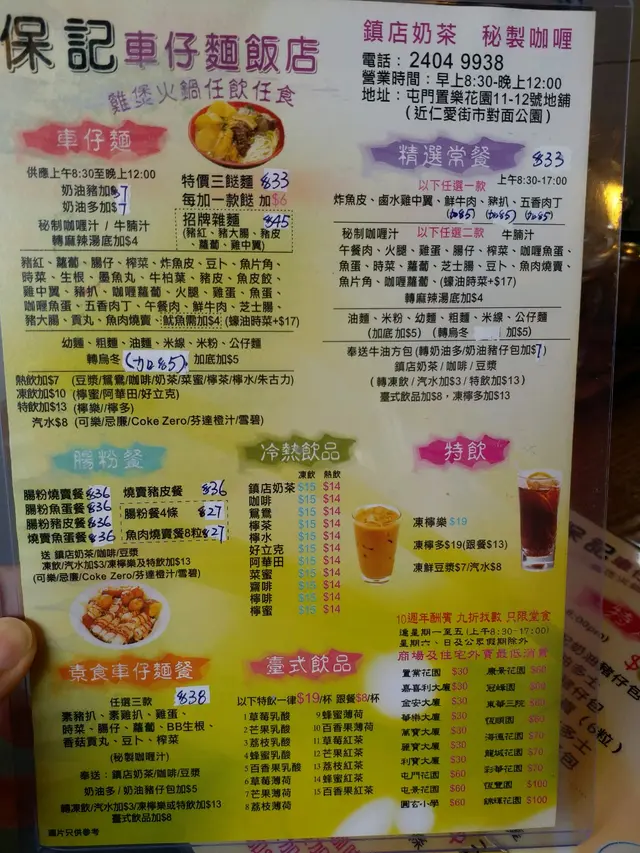 保記車仔麵飯店
雞煲火鍋任飲任食
鎮店奶茶 秘製咖喱
電話：2404 9938
營業時間：早上8:30-晚上12:00
地址：屯門置樂花園11-12號地舖
（近仁愛街市對面公園）
車仔麵
供應上午8:30至晚上12:00
奶油豬加$7
奶油多加$7
秘制咖喱汁 / 牛腩汁
轉麻辣湯底加$4
特價三餸麵 $33
每加一款餸 加$6
招牌雜麵 $45
(豬紅、豬大腸、豬皮
、蘿蔔、雞中翼)
豬紅、蘿蔔、腸仔、榨菜、炸魚皮、豆卜、魚片角、
時菜、生根、墨魚丸、牛柏葉、豬皮、魚皮餃、
雞中翼、豬扒、咖喱蘿蔔、火腿、雞蛋、魚蛋、
咖喱魚蛋、五香肉丁、午餐肉、鮮牛肉、芝士腸、
豬大腸、貢丸、魚肉燒賣、魷魚需加$4 (蠔油時菜+$17)
幼麵、粗麵、油麵、米線、米粉、公仔麵
轉烏冬 (加$5) 加底加$5
熱飲加$7 (豆漿/鴛鴦/咖啡/奶茶/菜蜜/檸茶/檸水/朱古力)
凍飲加$10 (檸蜜/阿華田/好立克)
特飲加$13 (檸樂/檸多)
汽水$8 (可樂/忌廉/Coke Zero/芬達橙汁/雪碧)
精選常餐 $33
上午8:30-17:00
以下任選一款
炸魚皮、鹵水雞中翼、鮮牛肉、豬扒、五香肉丁
(加$5) (加$5) (加$5)
秘制咖喱汁 以下任選二款 牛腩汁
午餐肉、火腿、雞蛋、腸仔、榨菜、咖喱魚蛋
魚蛋、時菜、蘿蔔、芝士腸、豆卜、魚肉燒賣、
魚片角、咖喱蘿蔔、(蠔油時菜+$17)
轉麻辣湯底加$4
油麵、米粉、幼麵、粗麵、米線、公仔麵
(加底加$5) (轉烏冬 加$5)
奉送牛油方包 (轉奶油多/奶油豬仔包加$7)
鎮店奶茶 / 咖啡 / 豆漿
(轉凍飲 / 汽水加$3 / 特飲加$13)
臺式飲品加$8，凍檸多加$13
腸粉餐
腸粉燒賣餐 $36
腸粉魚蛋餐 $36
腸粉豬皮餐 $36
燒賣魚蛋餐 $36
燒賣豬皮餐 $36
腸粉餐4條 $27
魚肉燒賣餐8粒 $27
送 鎮店奶茶/咖啡/豆漿
凍飲/汽水加$3/凍檸樂及特飲加$13
(可樂/忌廉/Coke Zero/芬達橙汁/雪碧)
冷熱飲品
凍飲 熱飲
鎮店奶茶 $15 $14
咖啡 $15 $14
鴛鴦 $15 $14
檸茶 $15 $14
檸水 $15 $14
好立克 $15 $14
阿華田 $15 $14
菜蜜 $15 $14
齋啡 $15 $14
檸啡 $15 $14
檸蜜 $15 $14
特飲
凍檸樂 $19
凍檸多$19(跟餐$13)
凍鮮豆漿$7/汽水$8
10週年酬賓 九折找數 只限堂食
逢星期一至五 (上午8:30-17:00)
星期六、日及公眾假期除外
商場及住宅外賣最低消費
置樂花園 $30
嘉喜利大廈 $30
金安大廈 $30
華樂大廈 $30
萬寶大廈 $30
麗寶大廈 $30
利寶大廈 $30
屯門花園 $60
屯景花園 $60
圓玄小學 $60
康景花園 $60
冠峰園
東華三院
恆順園
海連花園
龍城花園 $70
彩華花園
恆豐園 $100
錦暉花園 $100
素食車仔麵餐
任選三款 $38
素豬扒、素雞扒、雞蛋、
時菜、腸仔、蘿蔔、BB生根、
香菇貢丸、豆卜、榨菜
(秘製咖喱汁)
奉送：鎮店奶茶/咖啡/豆漿
奶油多 / 奶油豬仔包加$5
轉凍飲/汽水加$3/凍檸樂或特飲加$13
臺式飲品加$8
圖片只供參考
臺式飲品
以下特飲一律$19/杯 跟餐$8/杯
1 草莓乳酸
2 芒果乳酸
3 荔枝乳酸
4 蜂蜜乳酸
5 百香果乳酸
6 草莓薄荷
7 芒果薄荷
8 荔枝薄荷
9 蜂蜜薄荷
10 百香果薄荷
11 草莓紅茶
12 芒果紅茶
13 荔枝紅茶
14 蜂蜜紅茶
15 百香果紅茶